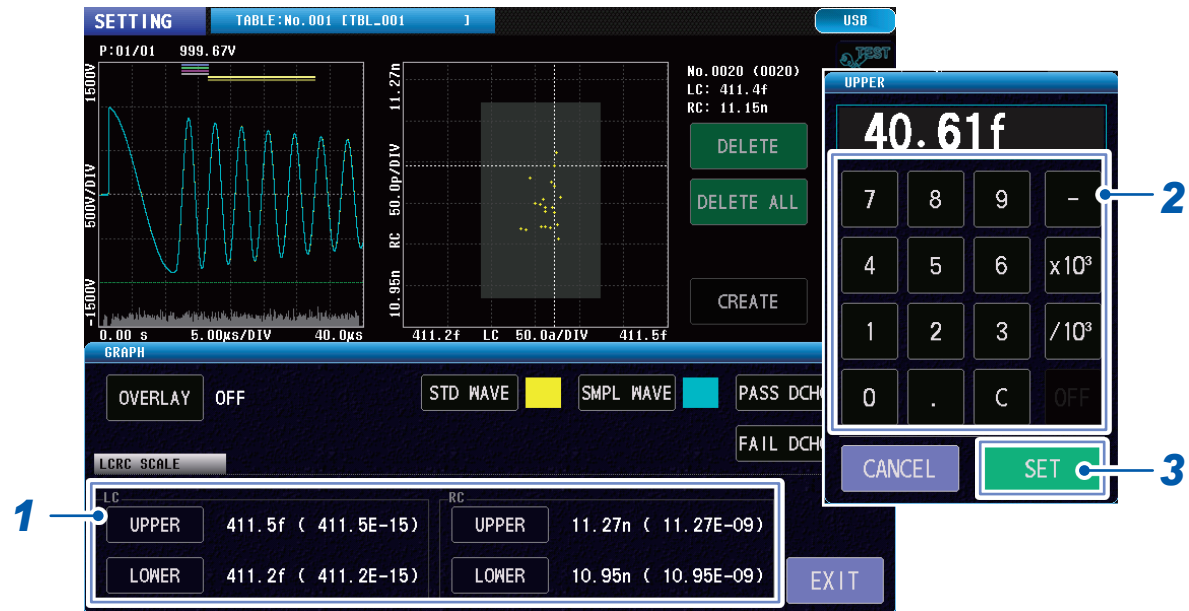 SETTING
TABLE:No.001 [TBL_001 ]
USB
P:01/01 999.67V
TEST
1500V
500V/DIV
-1500V
0.00 s 5.00µs/DIV 40.0µs
11.27n
RC 50.0p/DIV
10.95n
411.2f LC 50.0a/DIV 411.5f
No.0020 (0020)
LC: 411.4f
RC: 11.15n
DELETE
DELETE ALL
CREATE
GRAPH
OVERLAY OFF
STD WAVE
SMPL WAVE
PASS DCH
FAIL DCH
LCRC SCALE
LC
UPPER 411.5f ( 411.5E-15)
LOWER 411.2f ( 411.2E-15)
RC
UPPER 11.27n ( 11.27E-09)
LOWER 10.95n ( 10.95E-09)
EXIT
1
UPPER
40.61f
7 8 9 −
4 5 6 x10³
1 2 3 /10³
0 . C OFF
CANCEL SET
2
3